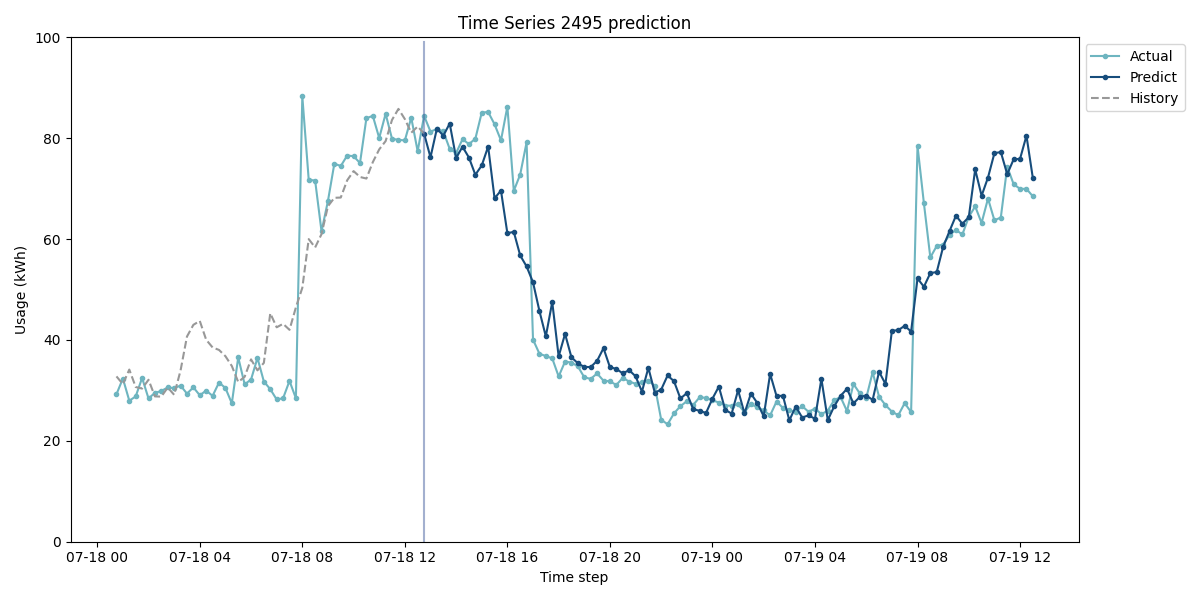 Time Series 2495 prediction
100
80
60
40
20
0
Usage (kWh)
07-18 00
07-18 04
07-18 08
07-18 12
07-18 16
07-18 20
07-19 00
07-19 04
07-19 08
07-19 12
Time step
Actual
Predict
History